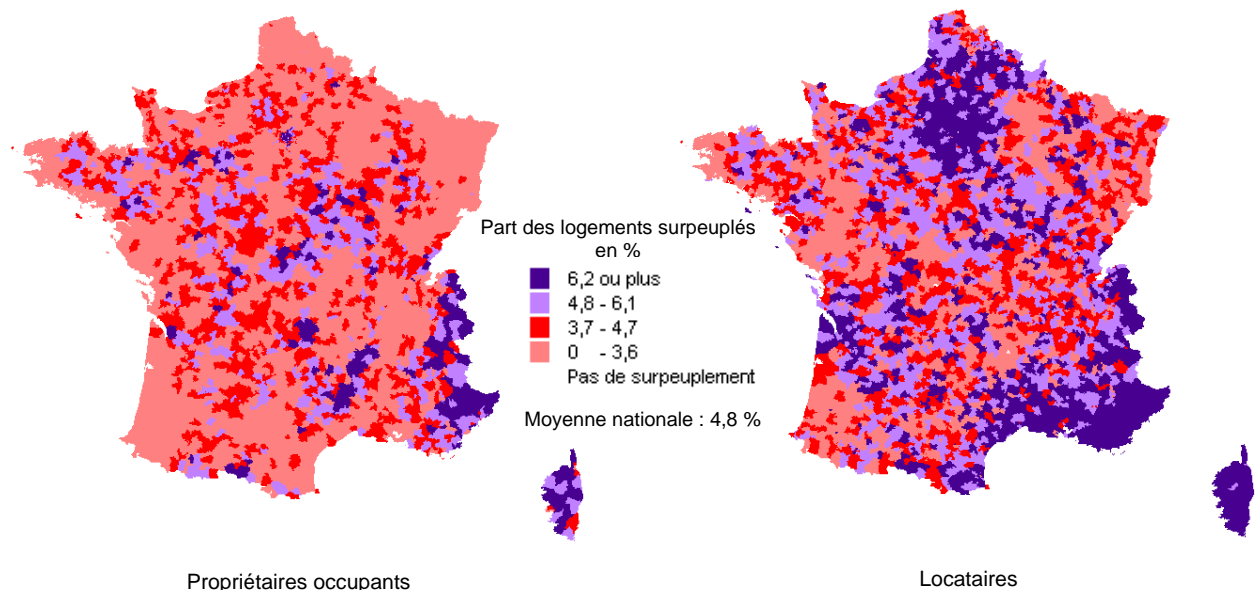 Part des logements surpeuplés
en %
6,2 ou plus
4,8 - 6,1
3,7 - 4,7
0 - 3,6
Pas de surpeuplement
Moyenne nationale : 4,8 %
Propriétaires occupants
Locataires